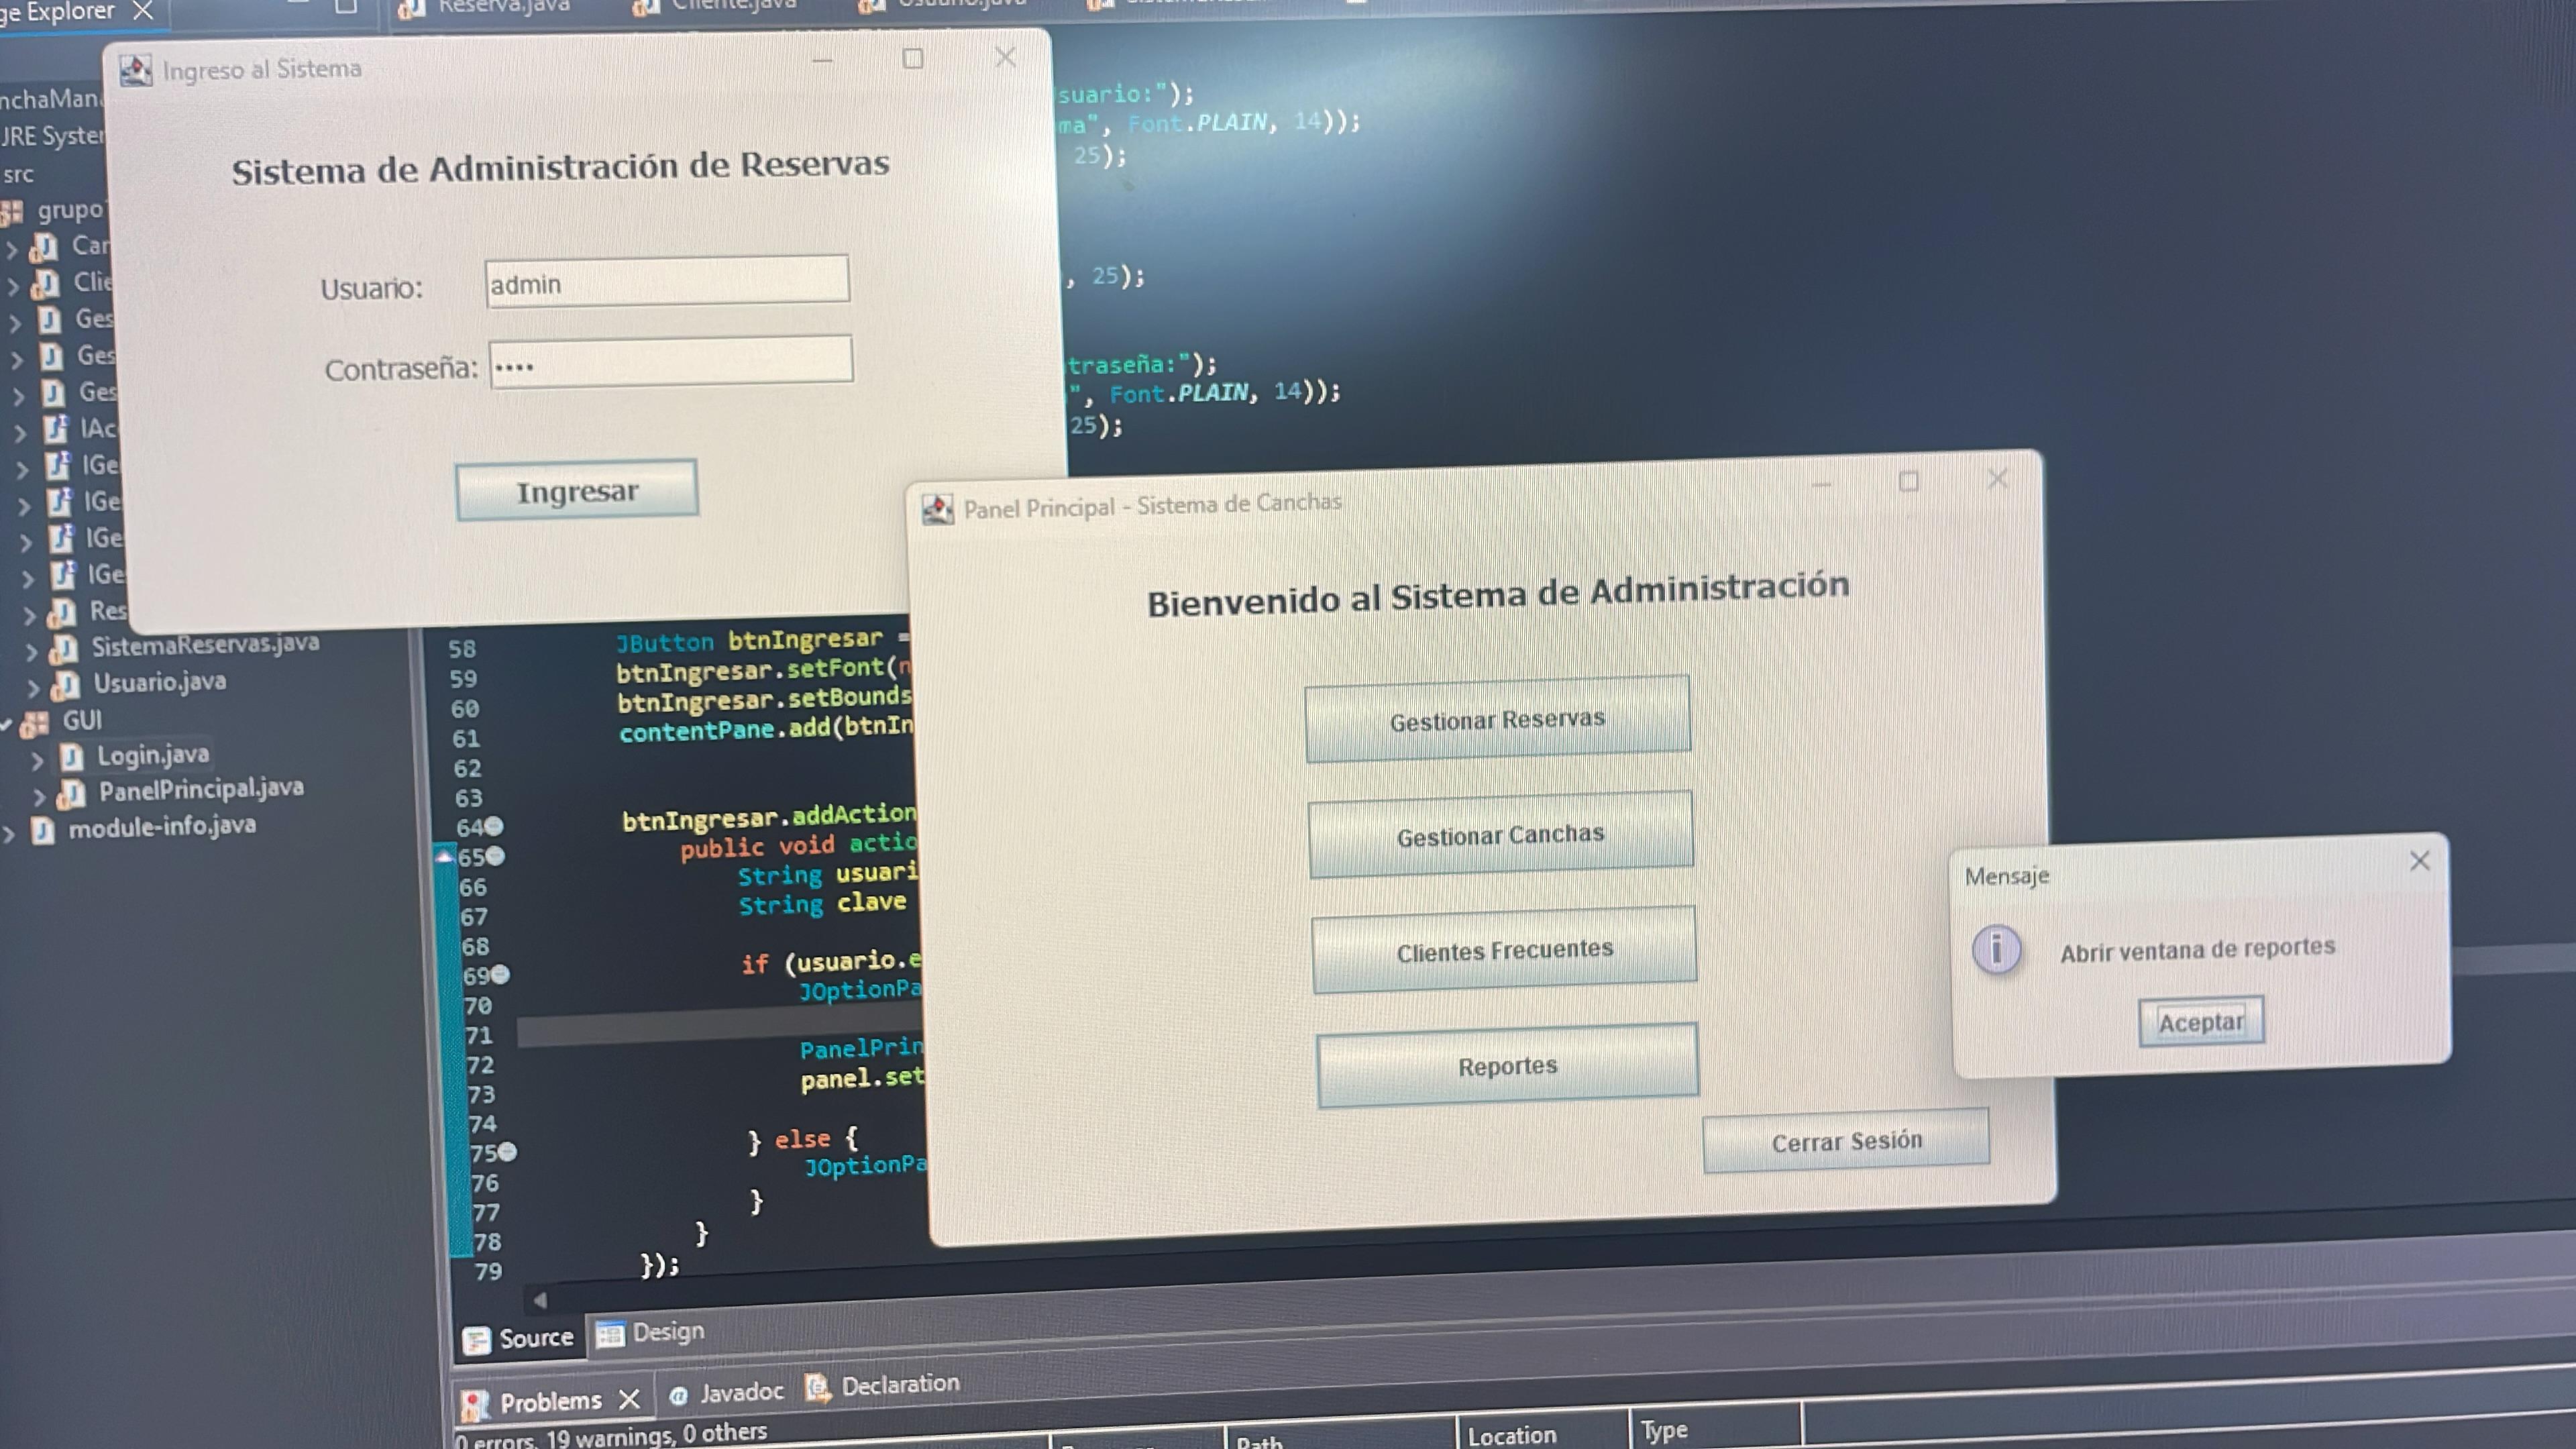 ge Explorer
Reserva.java
Cliente.java
nchaMana
JRE System
src
grupo
Car
Clie
Ges
Ges
Ges
IAc
IGe
IGe
IGe
IGe
Res
SistemaReservas.java
Usuario.java
GUI
Login.java
PanelPrincipal.java
module-info.java
Ingreso al Sistema
Sistema de Administración de Reservas
Usuario:
admin
Contraseña:
••••
Ingresar
suario:");
ma", Font.PLAIN, 14));
25);
, 25);
traseña:");
", Font.PLAIN, 14));
25);
58 JButton btnIngresar =
59 btnIngresar.setFont(n
60 btnIngresar.setBounds
61 contentPane.add(btnIn
62
63
64 btnIngresar.addAction
65 public void actio
66 String usuari
67 String clave
68
69 if (usuario.e
70 JOptionPa
71
72 PanelPrin
73 panel.set
74
75 } else {
76 JOptionPa
77 }
78 }
79 });
Panel Principal - Sistema de Canchas
Bienvenido al Sistema de Administración
Gestionar Reservas
Gestionar Canchas
Clientes Frecuentes
Reportes
Cerrar Sesión
Mensaje
Abrir ventana de reportes
Aceptar
Source
Design
Problems
@ Javadoc
Declaration
0 errors, 19 warnings, 0 others
Path
Location
Type